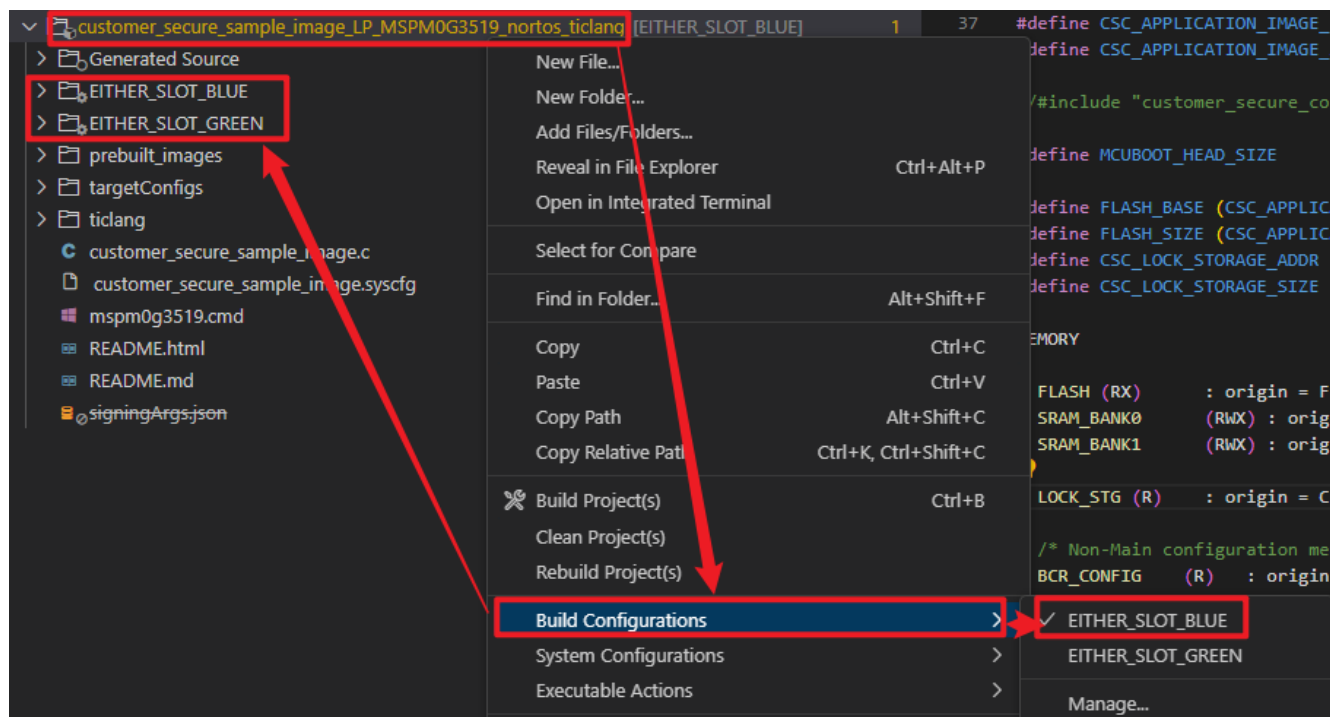 customer_secure_sample_image_LP_MSPM0G3519_nortos_ticlang [EITHER_SLOT_BLUE] 1
Generated Source
EITHER_SLOT_BLUE
EITHER_SLOT_GREEN
prebuilt_images
targetConfigs
ticlang
customer_secure_sample_image.c
customer_secure_sample_image.syscfg
mspm0g3519.cmd
README.html
README.md
signingArgs.json
New File...
New Folder...
Add Files/Folders...
Reveal in File Explorer Ctrl+Alt+P
Open in Integrated Terminal
Select for Compare
Find in Folder... Alt+Shift+F
Copy Ctrl+C
Paste Ctrl+V
Copy Path Alt+Shift+C
Copy Relative Path Ctrl+K, Ctrl+Shift+C
Build Project(s) Ctrl+B
Clean Project(s)
Rebuild Project(s)
Build Configurations
System Configurations
Executable Actions
EITHER_SLOT_BLUE
EITHER_SLOT_GREEN
Manage...
37 #define CSC_APPLICATION_IMAGE_
define CSC_APPLICATION_IMAGE_
/#include "customer_secure_co
define MCUBOOT_HEAD_SIZE
define FLASH_BASE (CSC_APPLIC
define FLASH_SIZE (CSC_APPLIC
define CSC_LOCK_STORAGE_ADDR
define CSC_LOCK_STORAGE_SIZE
EMORY
FLASH (RX) : origin = F
SRAM_BANK0 (RWX) : orig
SRAM_BANK1 (RWX) : orig
LOCK_STG (R) : origin = C
/* Non-Main configuration me
BCR_CONFIG (R) : origin